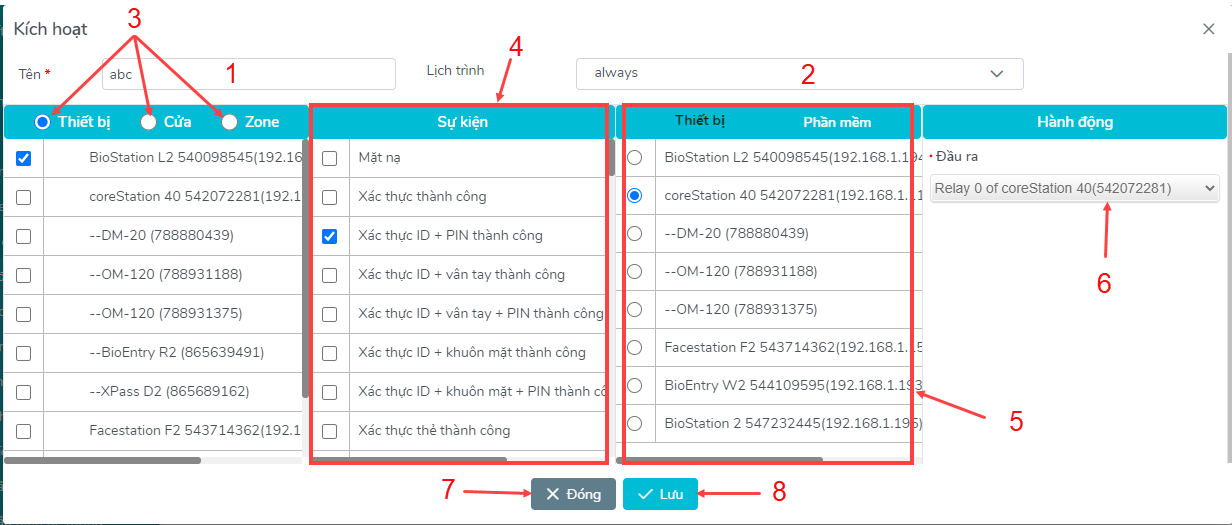 Kích hoạt
3
4
Tên * abc 1 Lịch trình always 2
Thiết bị Cửa Zone Sự kiện Thiết bị Phần mềm Hành động
BioStation L2 540098545(192.16 Mặt nạ BioStation L2 540098545(192.168.1.194 • Đầu ra
coreStation 40 542072281(192.1 Xác thực thành công coreStation 40 542072281(192.168.1.11 Relay 0 of coreStation 40(542072281)
--DM-20 (788880439) Xác thực ID + PIN thành công --DM-20 (788880439)
--OM-120 (788931188) Xác thực ID + vân tay thành công --OM-120 (788931188) 6
--OM-120 (788931375) Xác thực ID + vân tay + PIN thành công --OM-120 (788931375)
--BioEntry R2 (865639491) Xác thực ID + khuôn mặt thành công Facestation F2 543714362(192.168.1.15
--XPass D2 (865689162) Xác thực ID + khuôn mặt + PIN thành cô BioEntry W2 544109595(192.168.1.193
Facestation F2 543714362(192.1 Xác thực thẻ thành công BioStation 2 547232445(192.168.1.195) 5
7 Đóng Lưu 8